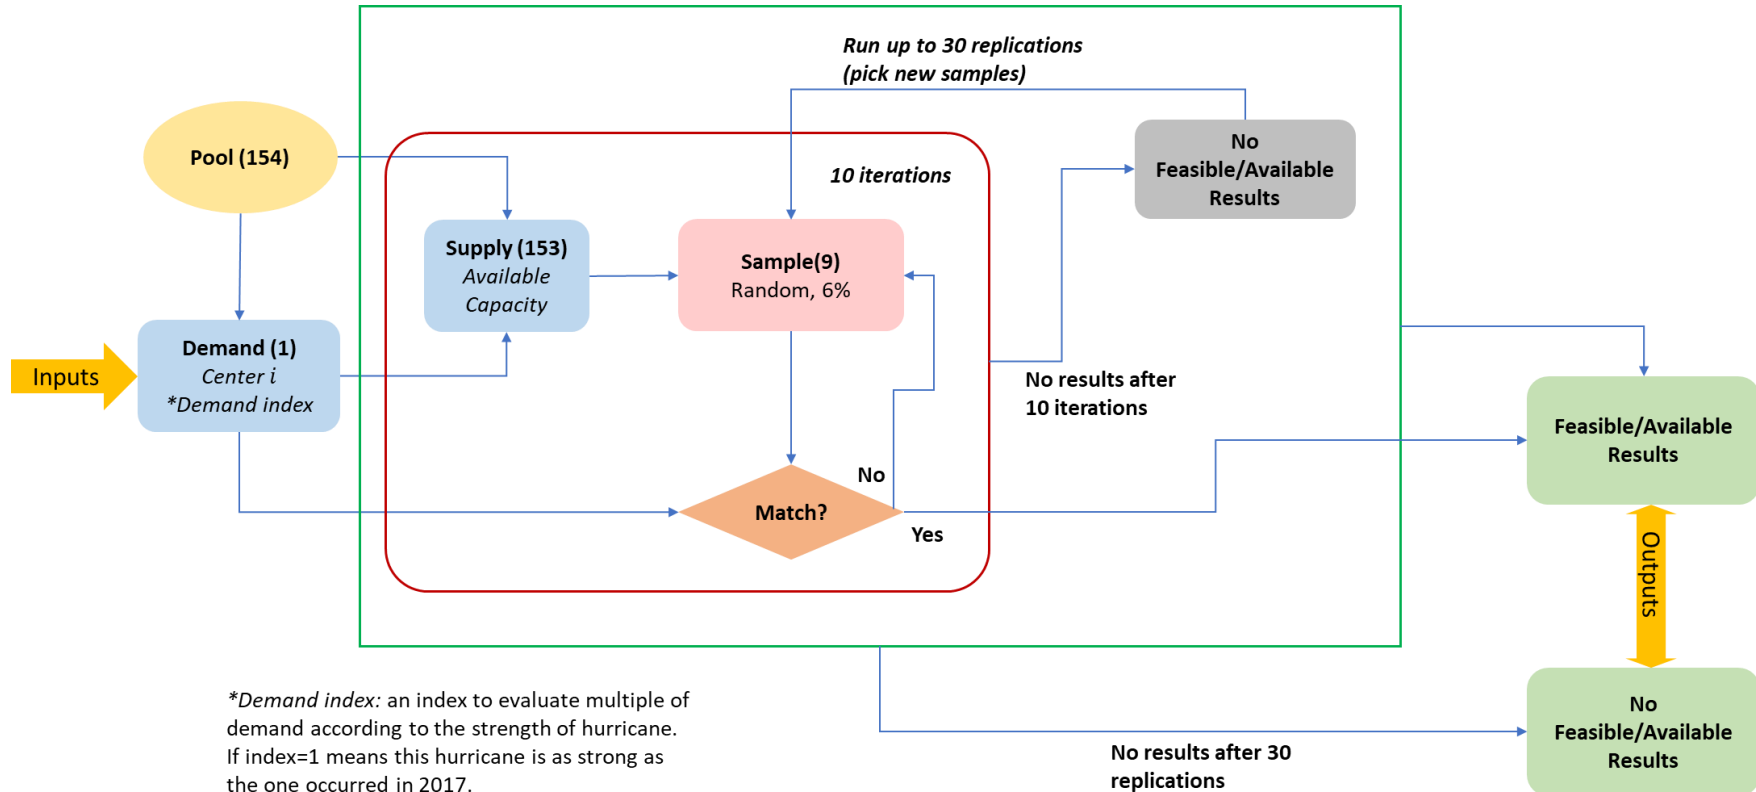 Run up to 30 replications
(pick new samples)
Pool (154)
10 iterations
No
Feasible/Available
Results
Supply (153)
Available
Capacity
Sample(9)
Random, 6%
Inputs
Demand (1)
Center i
*Demand index
No results after
10 iterations
Feasible/Available
Results
No
Match?
Yes
Outputs
*Demand index: an index to evaluate multiple of
demand according to the strength of hurricane.
If index=1 means this hurricane is as strong as
the one occurred in 2017.
No results after 30
replications
No
Feasible/Available
Results